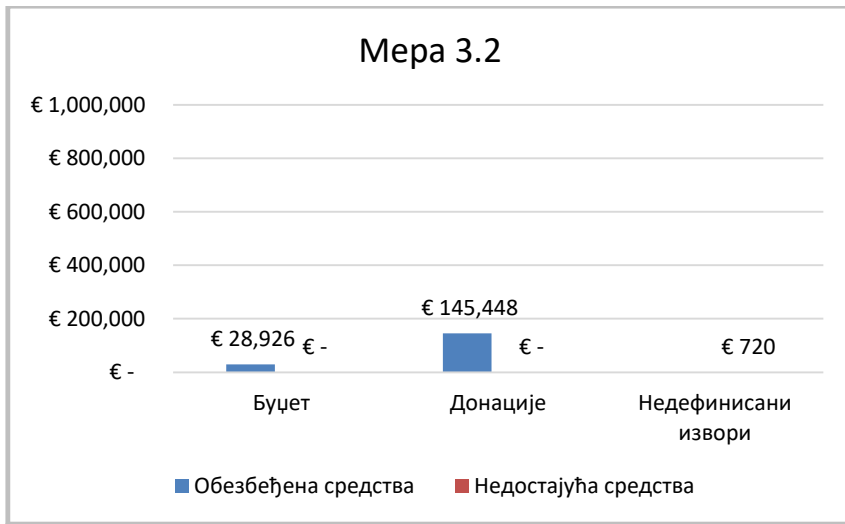 Мера 3.2
€ 1,000,000
€ 800,000
€ 600,000
€ 400,000
€ 200,000
€ -
€ 28,926
€ -
€ 145,448
€ -
€ 720
Буџет
Донације
Недефинисани
извори
Обезбеђена средства
Недостајућа средства